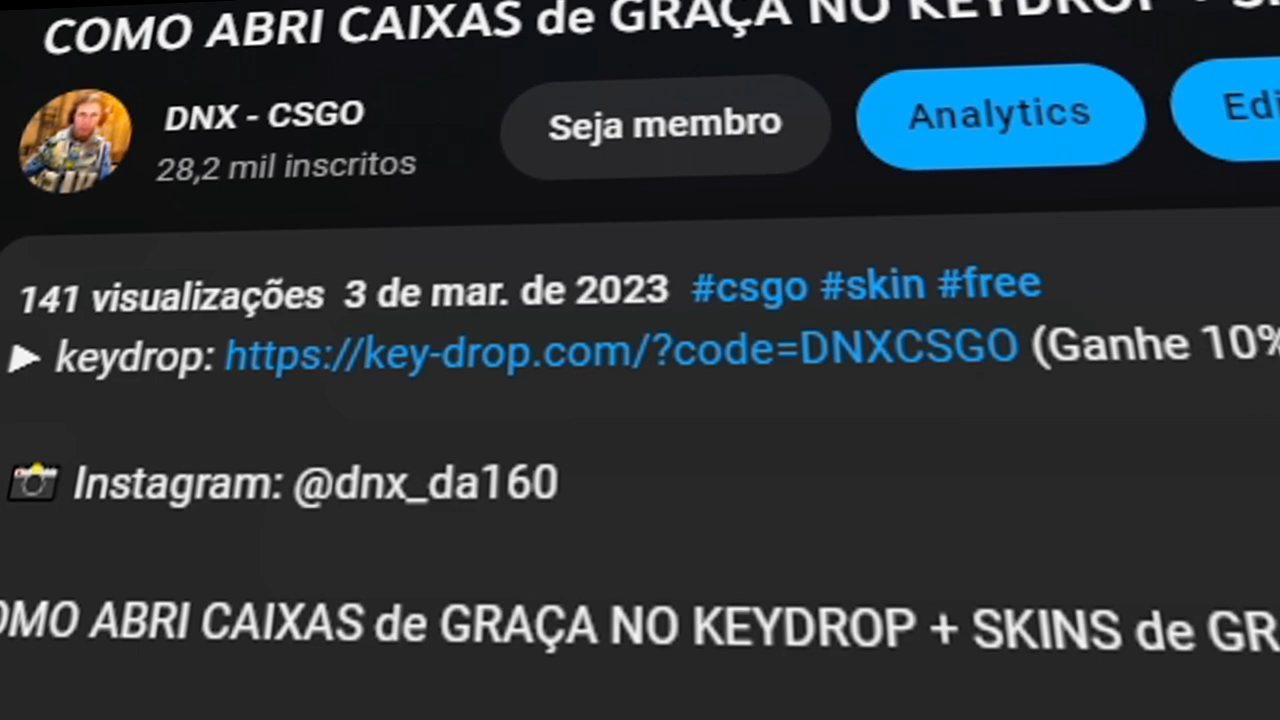 COMO ABRI CAIXAS de GRAÇA NO KEYDROP +
DNX - CSGO
28,2 mil inscritos
Seja membro
Analytics
141 visualizações 3 de mar. de 2023 #csgo #skin #free
► keydrop: https://key-drop.com/?code=DNXCSGO (Ganhe 10%
📸 Instagram: @dnx_da160
OMO ABRI CAIXAS de GRAÇA NO KEYDROP + SKINS de GR